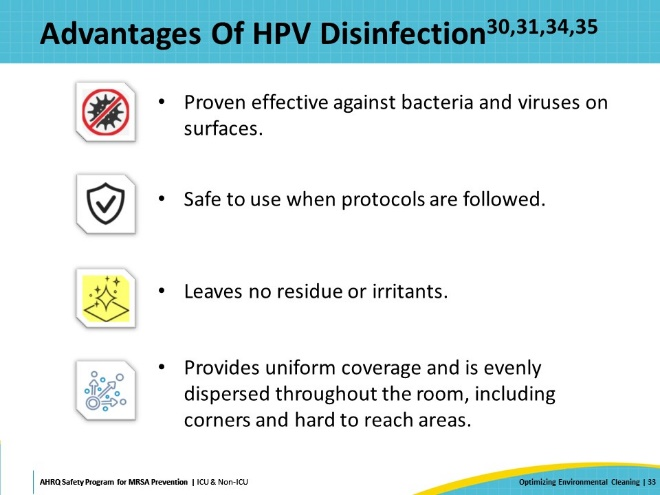 Advantages Of HPV Disinfection30,31,34,35
• Proven effective against bacteria and viruses on
surfaces.
• Safe to use when protocols are followed.
• Leaves no residue or irritants.
• Provides uniform coverage and is evenly
dispersed throughout the room, including
corners and hard to reach areas.
AHRQ Safety Program for MRSA Prevention | ICU & Non-ICU
Optimizing Environmental Cleaning | 33